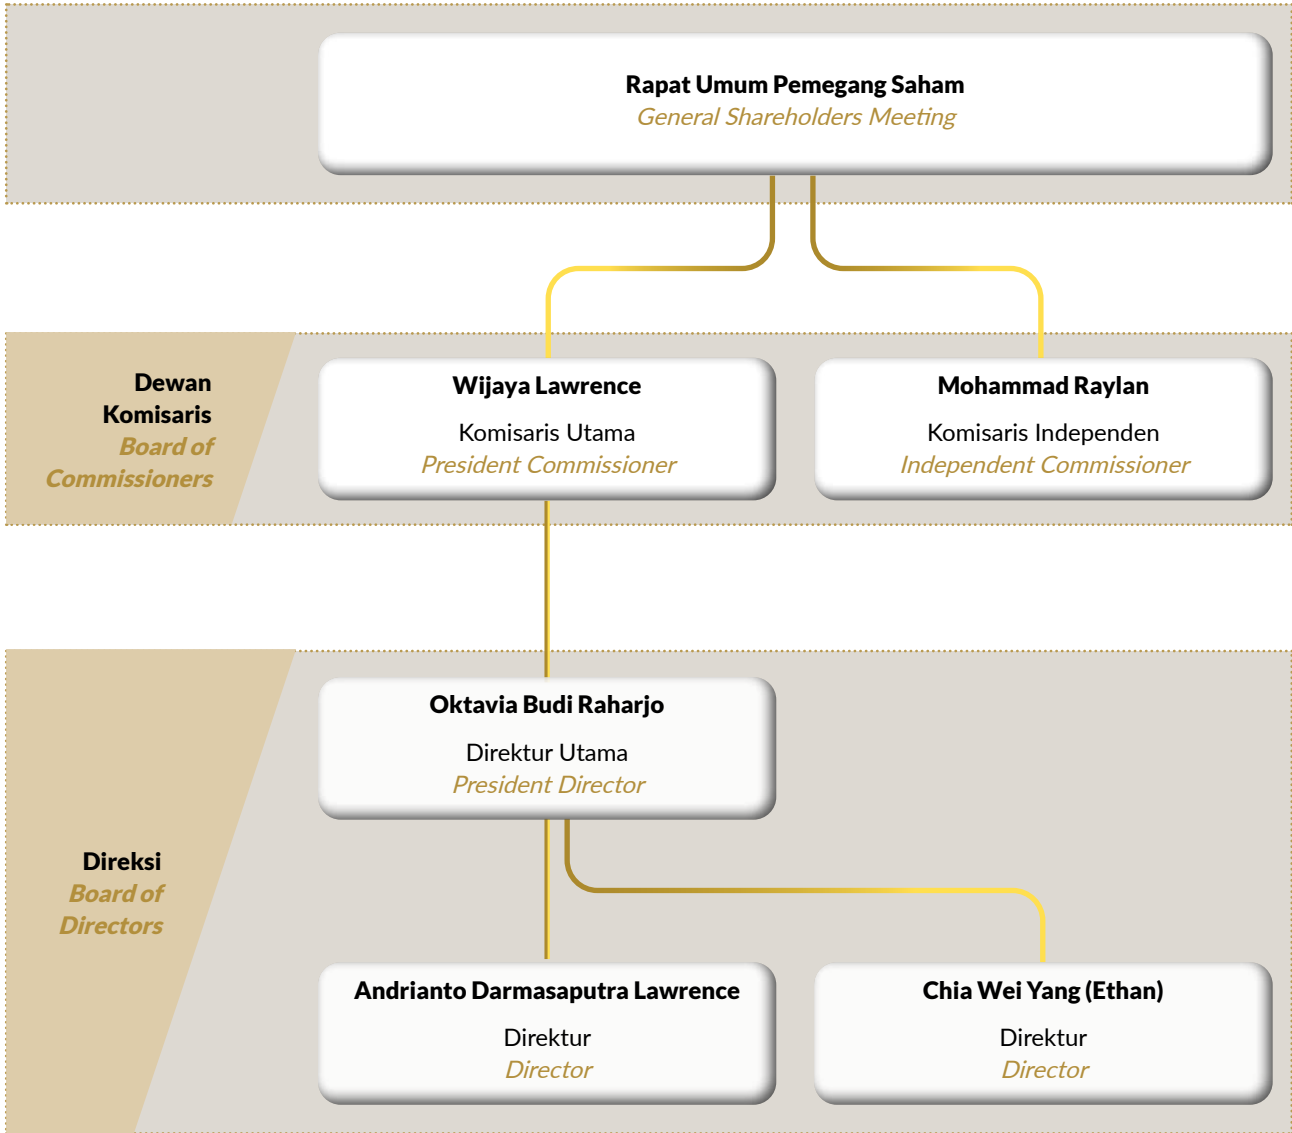 Rapat Umum Pemegang Saham
General Shareholders Meeting
Dewan
Komisaris
Board of
Commissioners
Wijaya Lawrence
Komisaris Utama
President Commissioner
Mohammad Raylan
Komisaris Independen
Independent Commissioner
Direksi
Board of
Directors
Oktavia Budi Raharjo
Direktur Utama
President Director
Andrianto Darmasaputra Lawrence
Direktur
Director
Chia Wei Yang (Ethan)
Direktur
Director